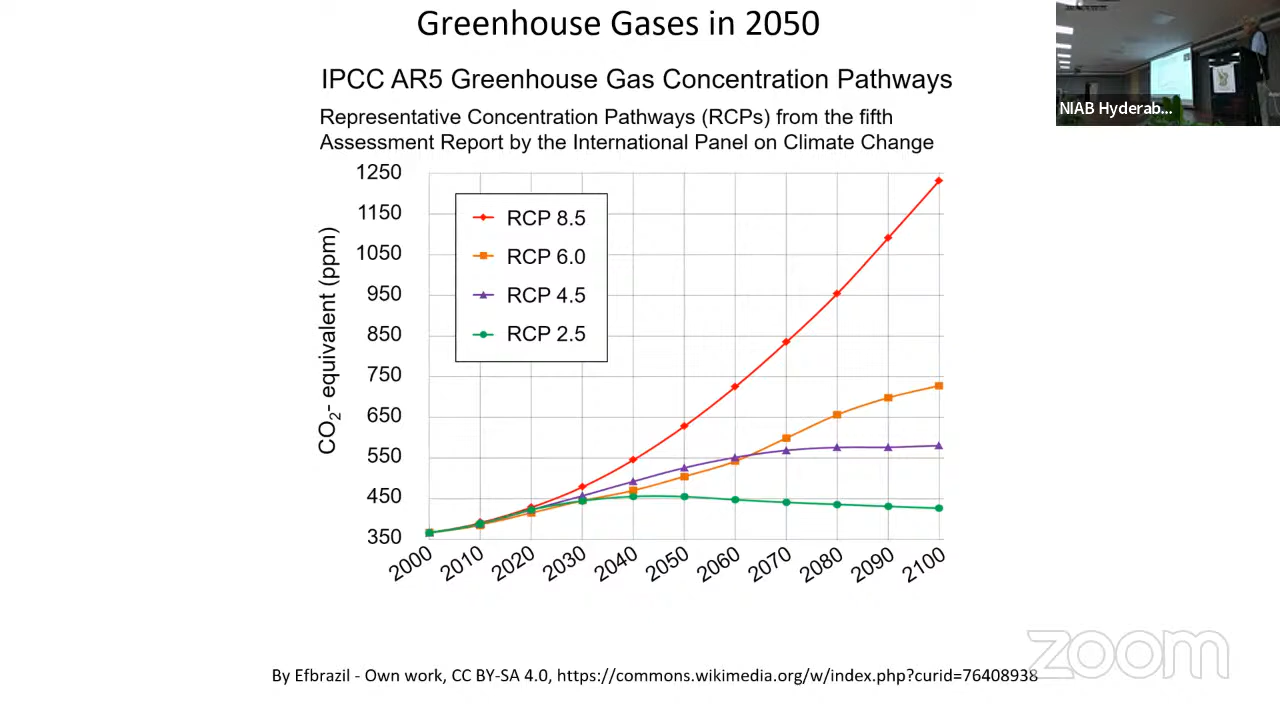 Greenhouse Gases in 2050
IPCC AR5 Greenhouse Gas Concentration Pathways
Representative Concentration Pathways (RCPs) from the fifth
Assessment Report by the International Panel on Climate Change
NIAB Hyderab...
CO₂- equivalent (ppm)
1250
1150
1050
950
850
750
650
550
450
350
RCP 8.5
RCP 6.0
RCP 4.5
RCP 2.5
2000
2010
2020
2030
2040
2050
2060
2070
2080
2090
2100
zoom
By Efbrazil - Own work, CC BY-SA 4.0, https://commons.wikimedia.org/w/index.php?curid=76408938